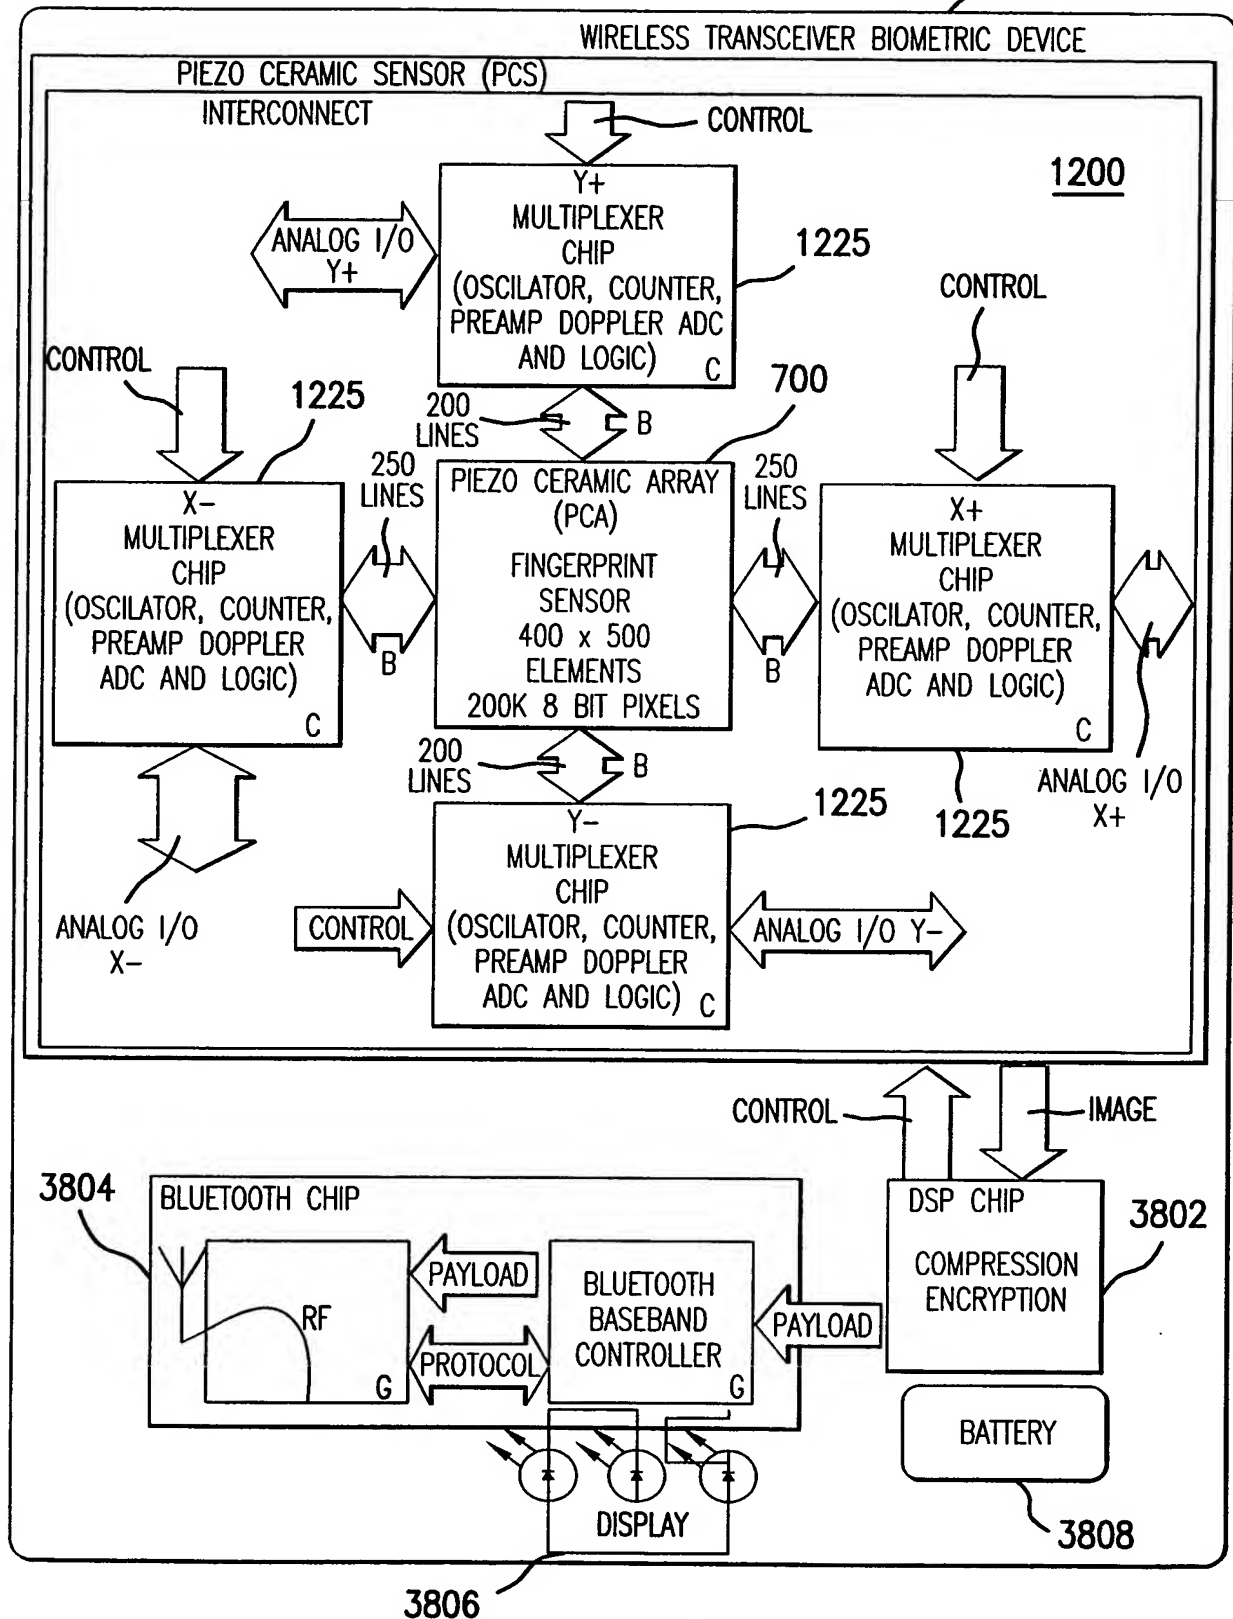 WIRELESS TRANSCEIVER BIOMETRIC DEVICE
PIEZO CERAMIC SENSOR (PCS)
INTERCONNECT
CONTROL
1200
Y+
MULTIPLEXER
CHIP
(OSCILATOR, COUNTER,
PREAMP DOPPLER ADC
AND LOGIC)
C
ANALOG I/O
Y+
1225
CONTROL
CONTROL
1225
200
LINES
B
700
250
LINES
B
X-
MULTIPLEXER
CHIP
(OSCILATOR, COUNTER,
PREAMP DOPPLER
ADC AND LOGIC)
C
PIEZO CERAMIC ARRAY
(PCA)
FINGERPRINT
SENSOR
400 x 500
ELEMENTS
200K 8 BIT PIXELS
250
LINES
B
X+
MULTIPLEXER
CHIP
(OSCILATOR, COUNTER,
PREAMP DOPPLER
ADC AND LOGIC)
C
200
LINES
B
1225
1225
ANALOG I/O
X+
ANALOG I/O
X-
CONTROL
Y-
MULTIPLEXER
CHIP
(OSCILATOR, COUNTER,
PREAMP DOPPLER
ADC AND LOGIC)
C
ANALOG I/O Y-
CONTROL
IMAGE
3804
BLUETOOTH CHIP
RF
G
PAYLOAD
PROTOCOL
BLUETOOTH
BASEBAND
CONTROLLER
G
PAYLOAD
DSP CHIP
COMPRESSION
ENCRYPTION
3802
BATTERY
3808
DISPLAY
3806